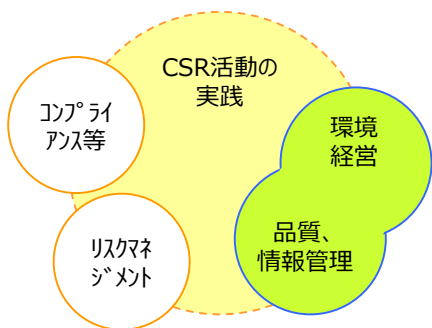 CSR活動の
実践
ｺﾝﾌﾟﾗｲ
ｱﾝｽ等
環境
経営
ﾘｽｸﾏﾈ
ｼﾞﾒﾝﾄ
品質、
情報管理